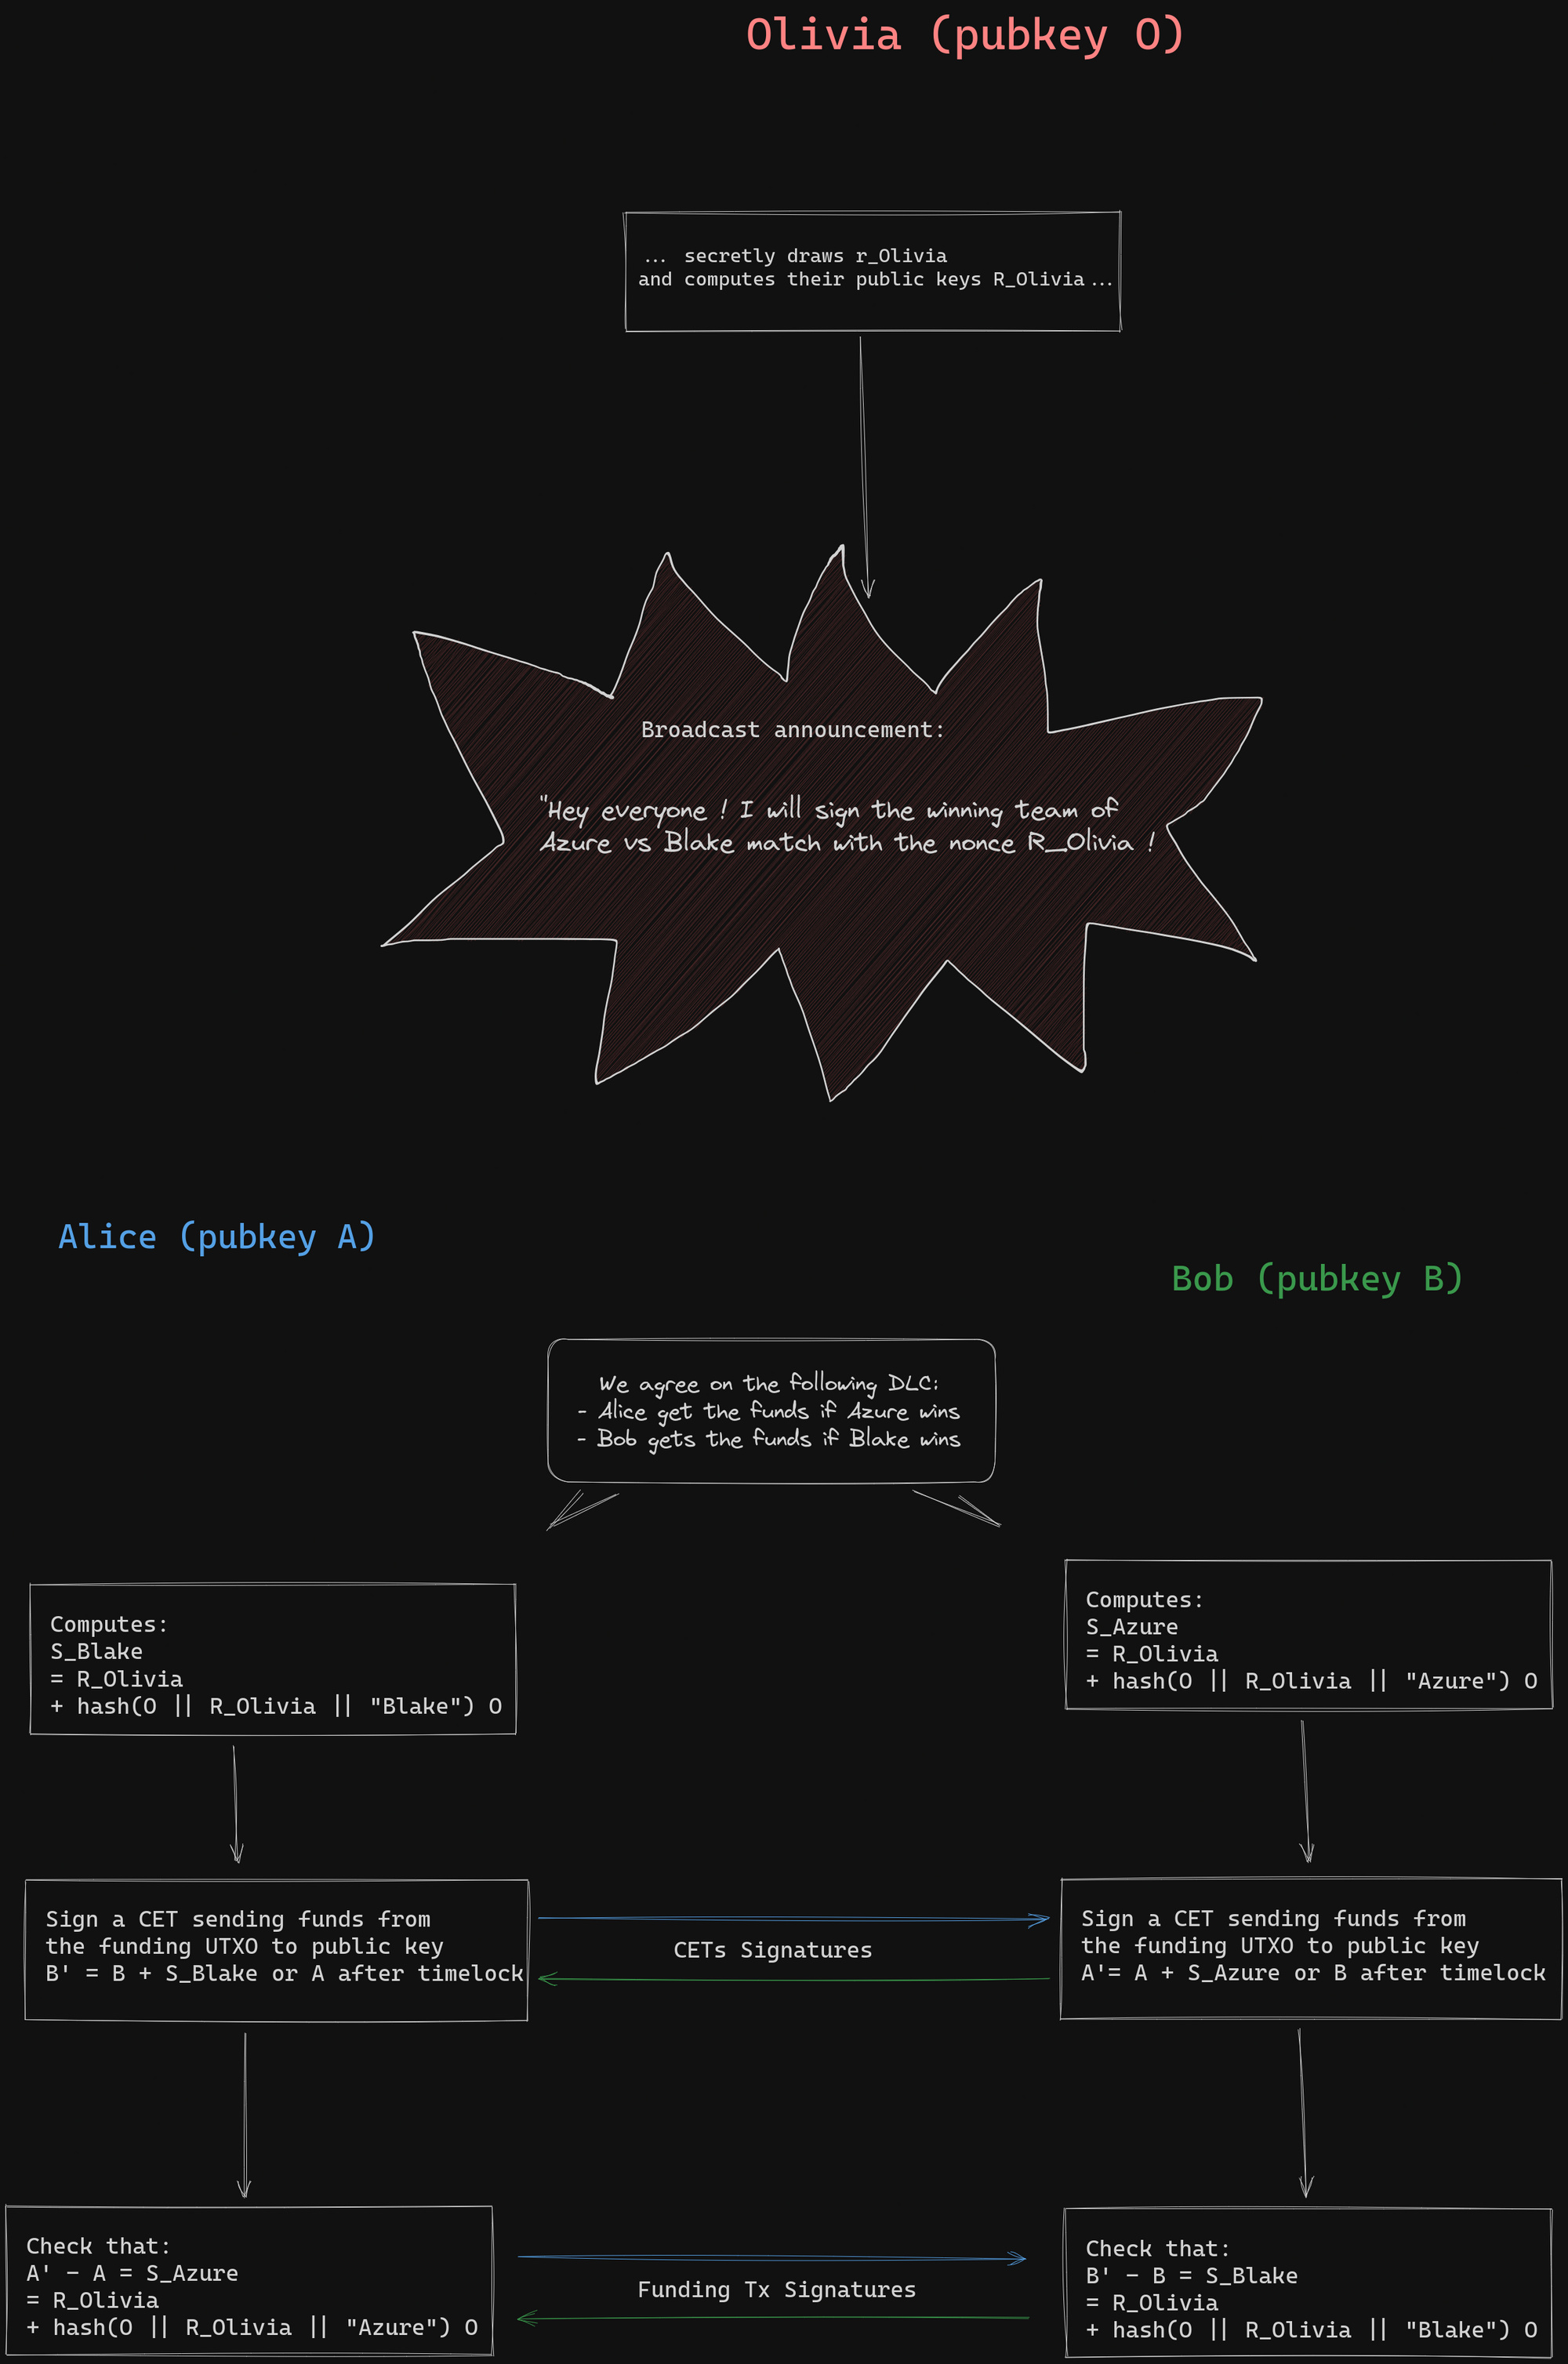 Olivia (pubkey O)
... secretly draws r_Olivia
and computes their public keys R_Olivia...
Broadcast announcement:
"Hey everyone ! I will sign the winning team of
Azure vs Blake match with the nonce R_Olivia !
Alice (pubkey A)
Bob (pubkey B)
We agree on the following DLC:
- Alice get the funds if Azure wins
- Bob gets the funds if Blake wins
Computes:
S_Blake
= R_Olivia
+ hash(O || R_Olivia || "Blake") O
Computes:
S_Azure
= R_Olivia
+ hash(O || R_Olivia || "Azure") O
Sign a CET sending funds from
the funding UTXO to public key
B' = B + S_Blake or A after timelock
CETs Signatures
Sign a CET sending funds from
the funding UTXO to public key
A'= A + S_Azure or B after timelock
Check that:
A' - A = S_Azure
= R_Olivia
+ hash(O || R_Olivia || "Azure") O
Funding Tx Signatures
Check that:
B' - B = S_Blake
= R_Olivia
+ hash(O || R_Olivia || "Blake") O